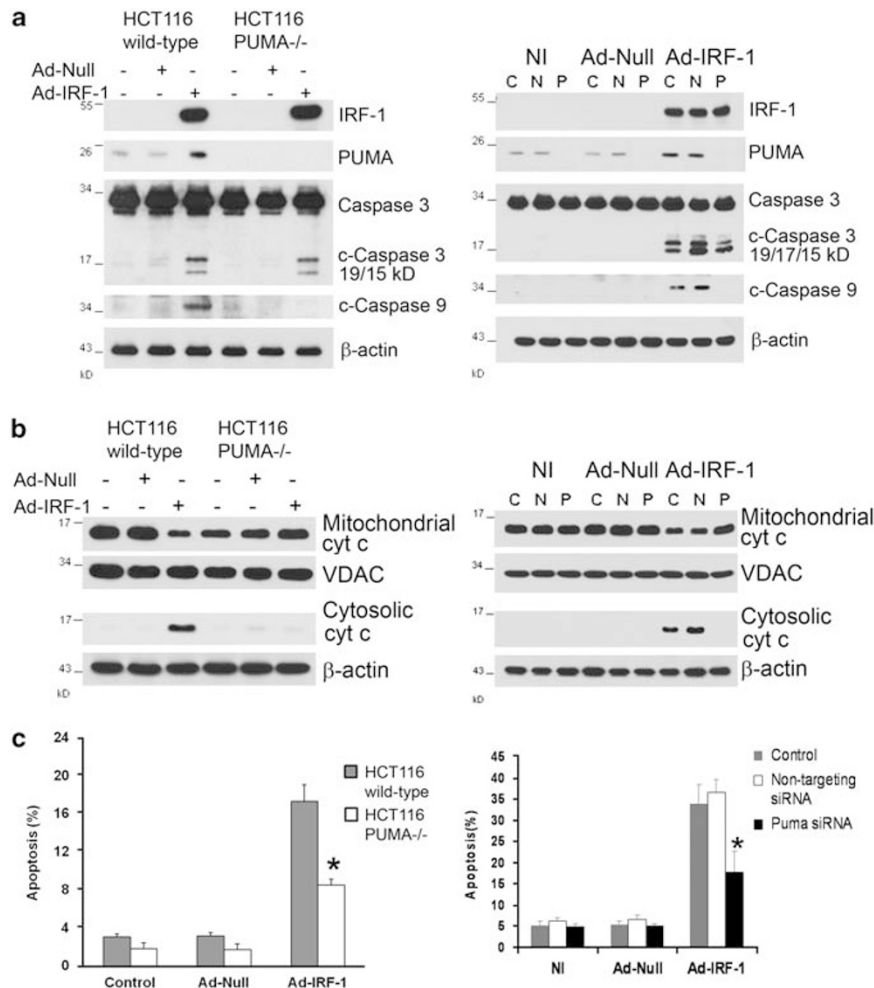 a
HCT116 wild-type HCT116 PUMA-/-
Ad-Null - + - - + -
Ad-IRF-1 - - + - - +
55
IRF-1
26
PUMA
34
Caspase 3
17
c-Caspase 3
19/15 kD
34
c-Caspase 9
43
β-actin
kD
NI Ad-Null Ad-IRF-1
C N P C N P C N P
55
IRF-1
26
PUMA
34
Caspase 3
17
c-Caspase 3
19/17/15 kD
34
c-Caspase 9
43
β-actin
kD
b
HCT116 wild-type HCT116 PUMA-/-
Ad-Null - + - - + -
Ad-IRF-1 - - + - - +
17
Mitochondrial
cyt c
34
VDAC
17
Cytosolic
cyt c
43
β-actin
kD
NI Ad-Null Ad-IRF-1
C N P C N P C N P
17
Mitochondrial
cyt c
34
VDAC
17
Cytosolic
cyt c
43
β-actin
kD
c
Apoptosis (%)
24
20
16
12
8
4
0
HCT116
wild-type
HCT116
PUMA-/-
*
Control Ad-Null Ad-IRF-1
Apoptosis(%)
45
40
35
30
25
20
15
10
5
0
Control
Non-targeting
siRNA
Puma siRNA
*
NI Ad-Null Ad-IRF-1